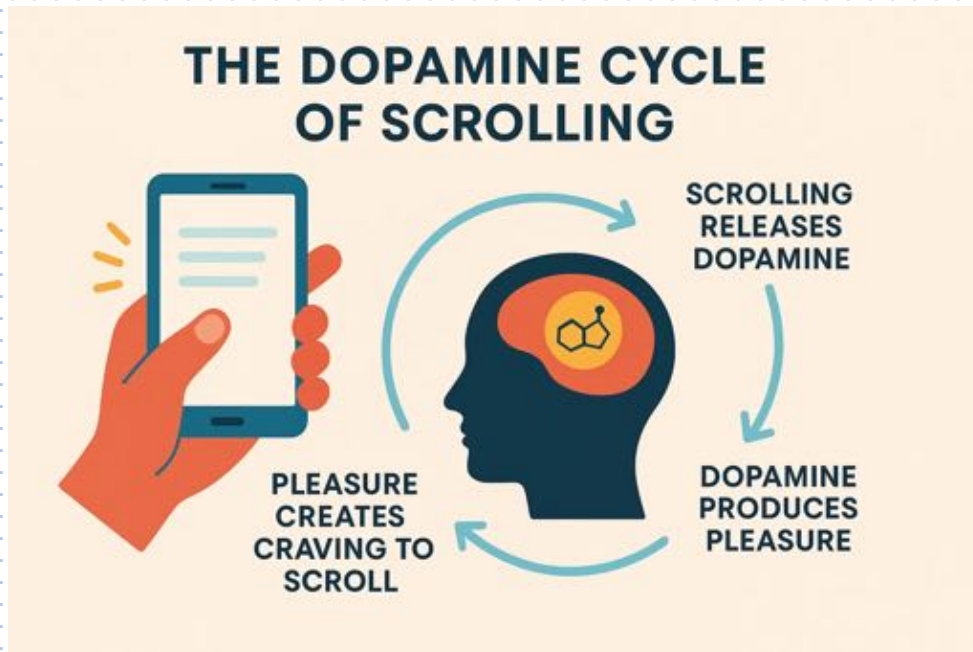 THE DOPAMINE CYCLE
OF SCROLLING
SCROLLING
RELEASES
DOPAMINE
DOPAMINE
PRODUCES
PLEASURE
PLEASURE
CREATES
CRAVING TO
SCROLL